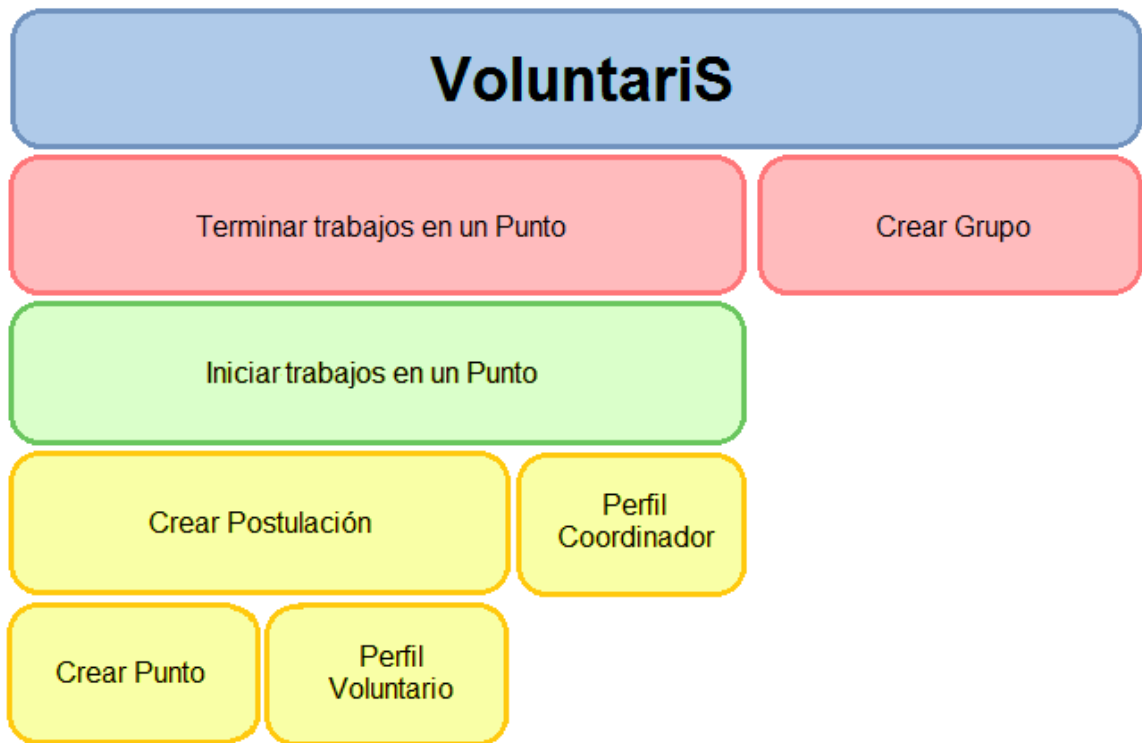 VoluntariS
Terminar trabajos en un Punto
Crear Grupo
Iniciar trabajos en un Punto
Crear Postulación
Perfil
Coordinador
Crear Punto
Perfil
Voluntario